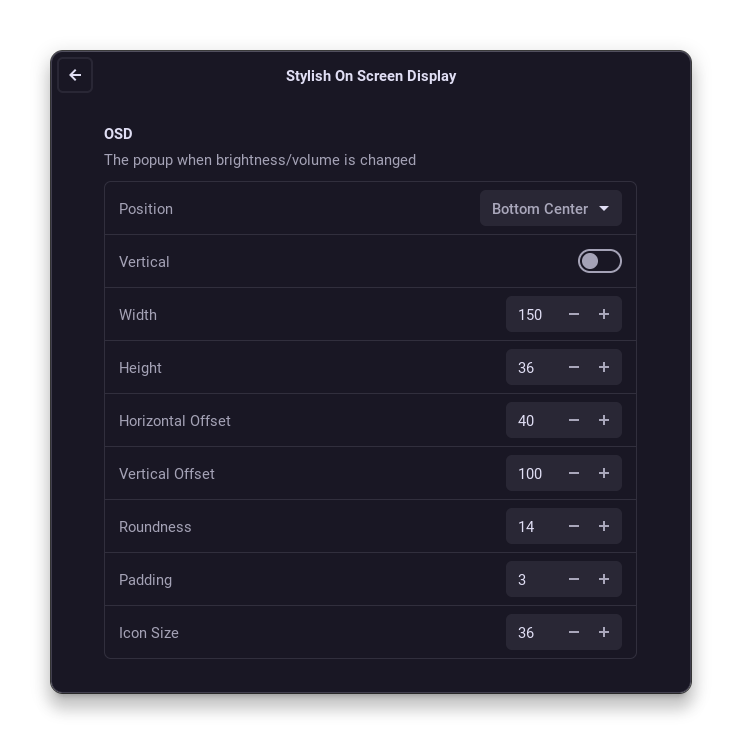 Stylish On Screen Display
OSD
The popup when brightness/volume is changed
Position Bottom Center
Vertical
Width 150
Height 36
Horizontal Offset 40
Vertical Offset 100
Roundness 14
Padding 3
Icon Size 36